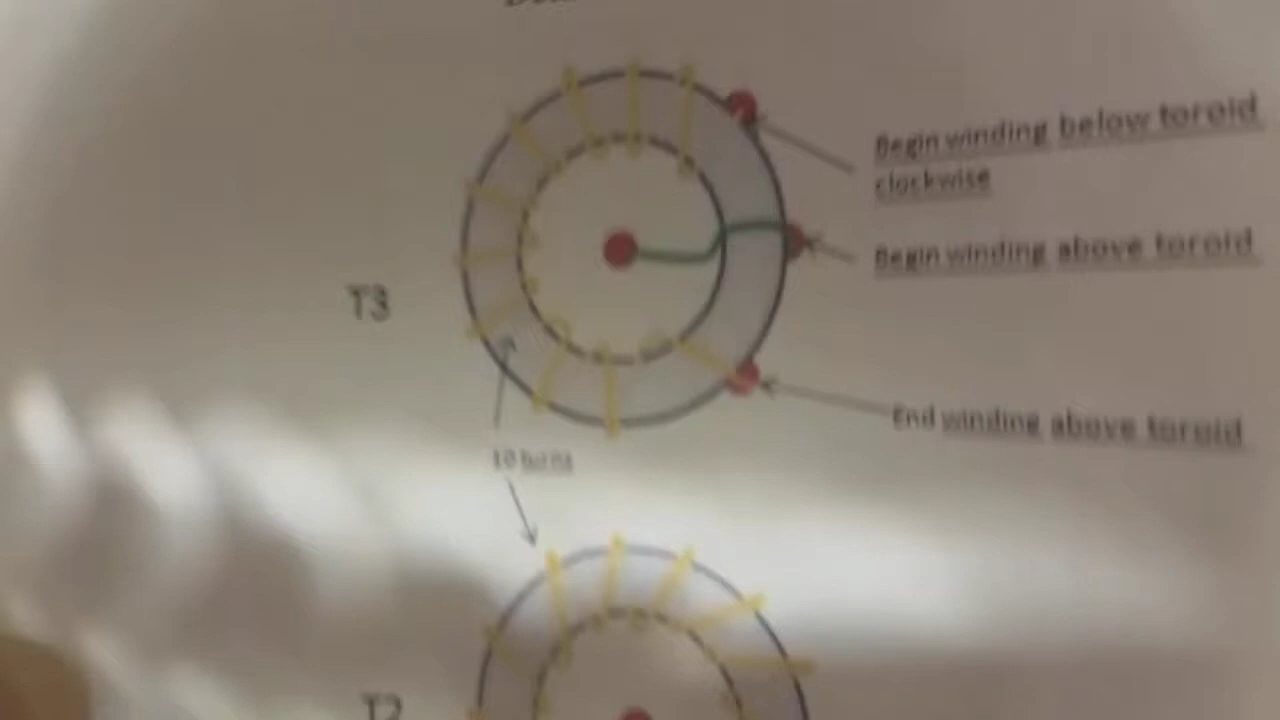 Begin winding below toroid
clockwise
Begin winding above toroid
T3
End winding above toroid
10 turns
T2